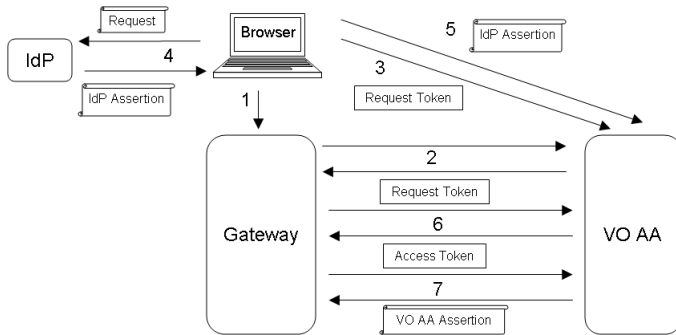 Request
Browser
5
IdP Assertion
IdP
4
3
IdP Assertion
1
Request Token
2
Request Token
6
Gateway
VO AA
Access Token
7
VO AA Assertion